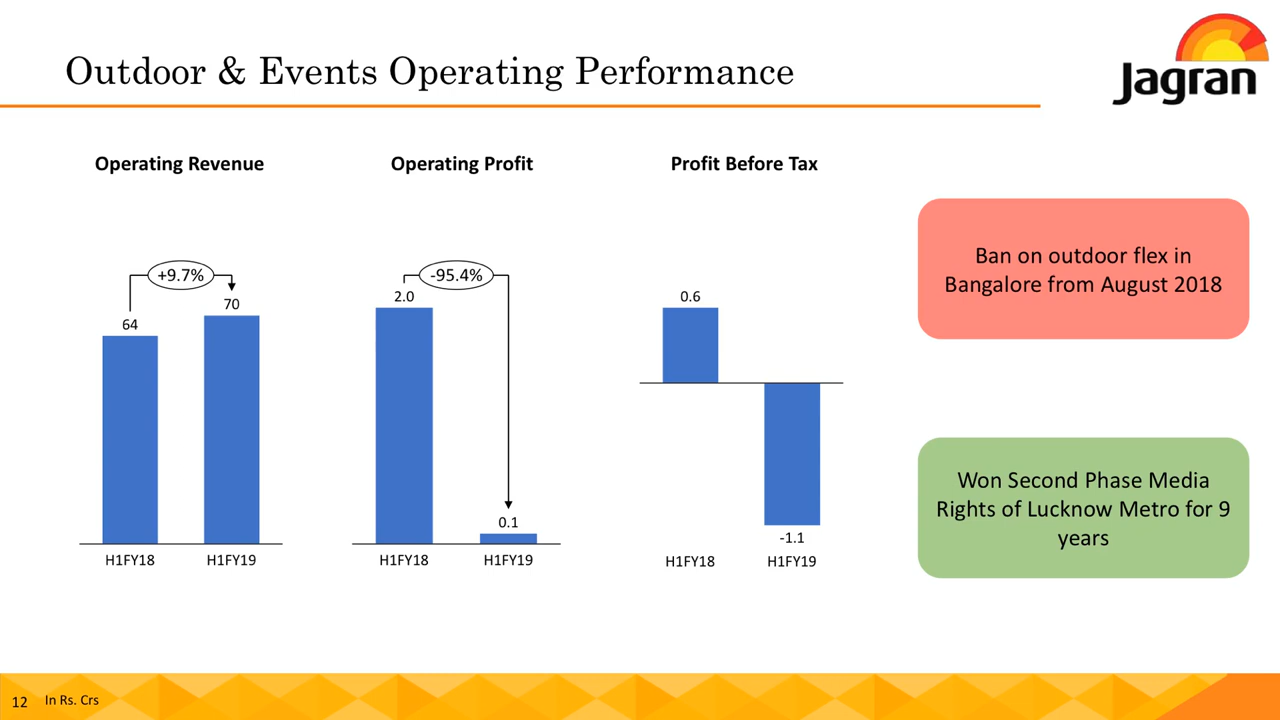 Outdoor & Events Operating Performance
Jagran
Operating Revenue
+9.7%
64
70
H1FY18
H1FY19
Operating Profit
-95.4%
2.0
0.1
H1FY18
H1FY19
Profit Before Tax
0.6
-1.1
H1FY18
H1FY19
Ban on outdoor flex in
Bangalore from August 2018
Won Second Phase Media
Rights of Lucknow Metro for 9
years
12
In Rs. Crs